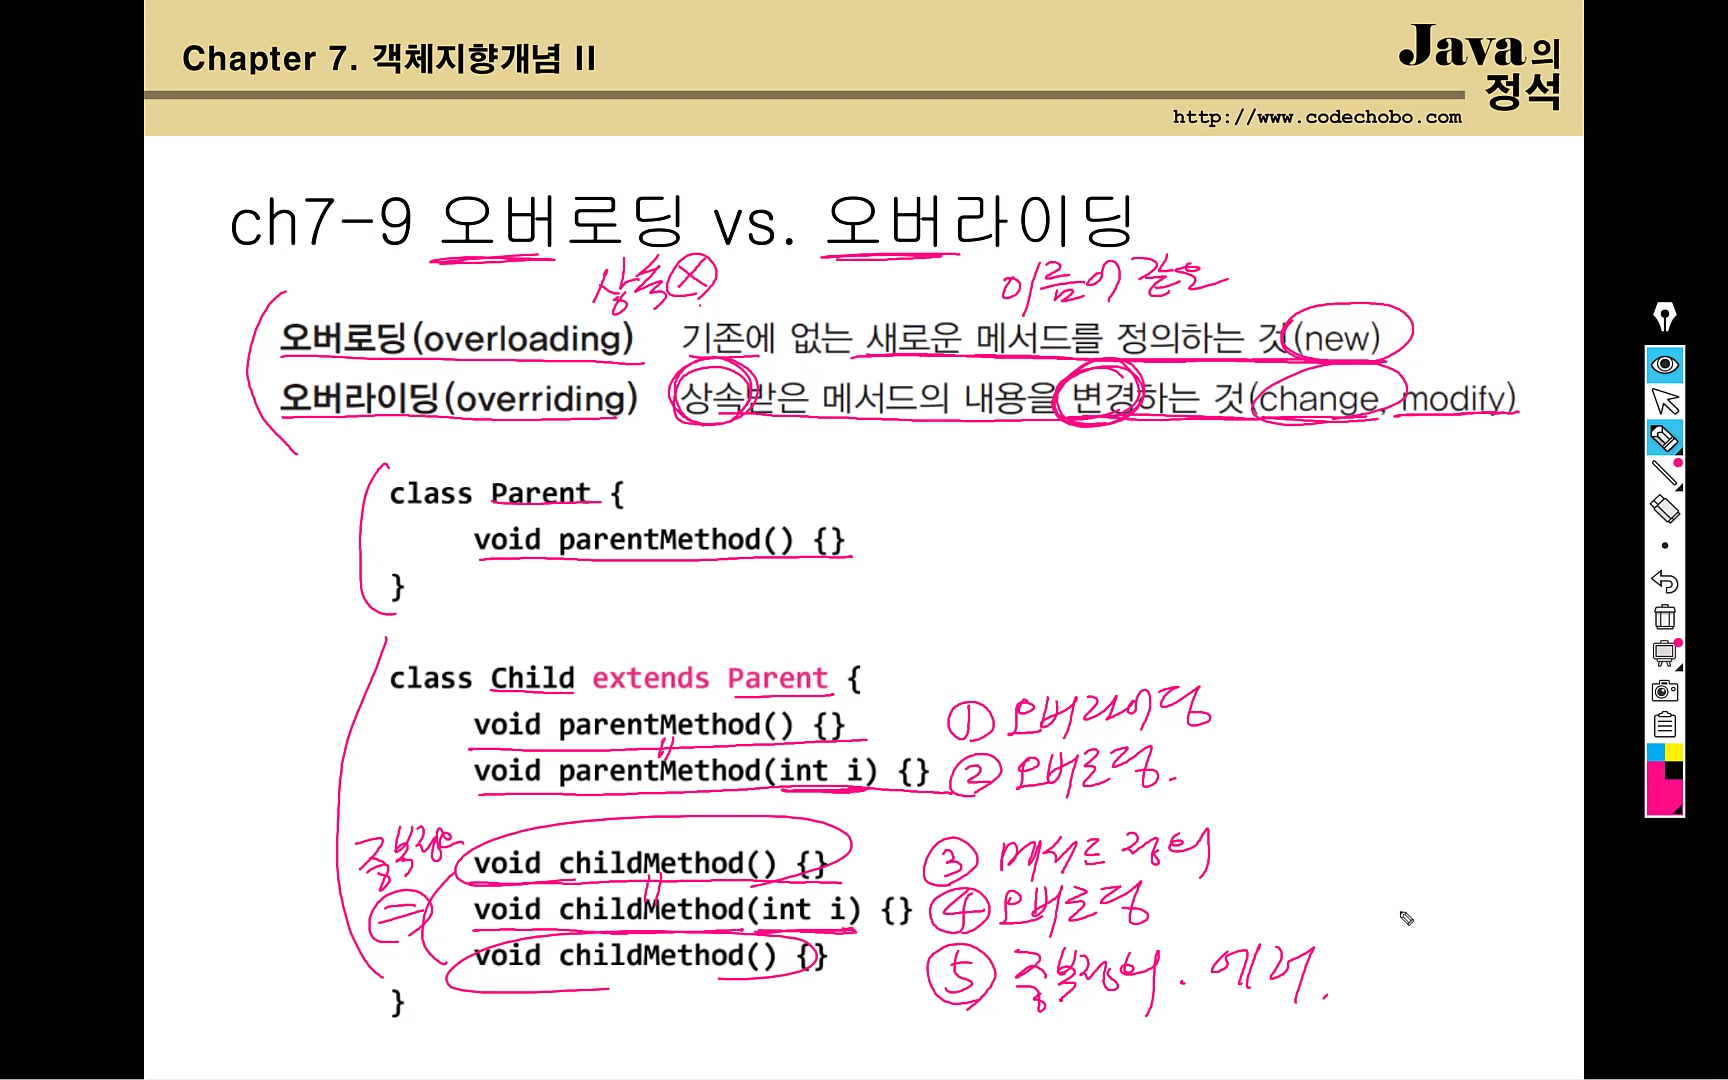 Chapter 7. 객체지향개념 II
Java의
정석
http://www.codechobo.com
ch7-9 오버로딩 vs. 오버라이딩
상속 X 이름이 같은
오버로딩(overloading) 기존에 없는 새로운 메서드를 정의하는 것(new)
오버라이딩(overriding) 상속받은 메서드의 내용을 변경하는 것(change, modify)
class Parent {
void parentMethod() {}
}
class Child extends Parent {
void parentMethod() {} ① 오버라이딩
void parentMethod(int i) {} ② 오버로딩.
중복정의
void childMethod() {} ③ 메서드 정의
void childMethod(int i) {} ④ 오버로딩
void childMethod() {} ⑤ 중복정의. 에러.
}